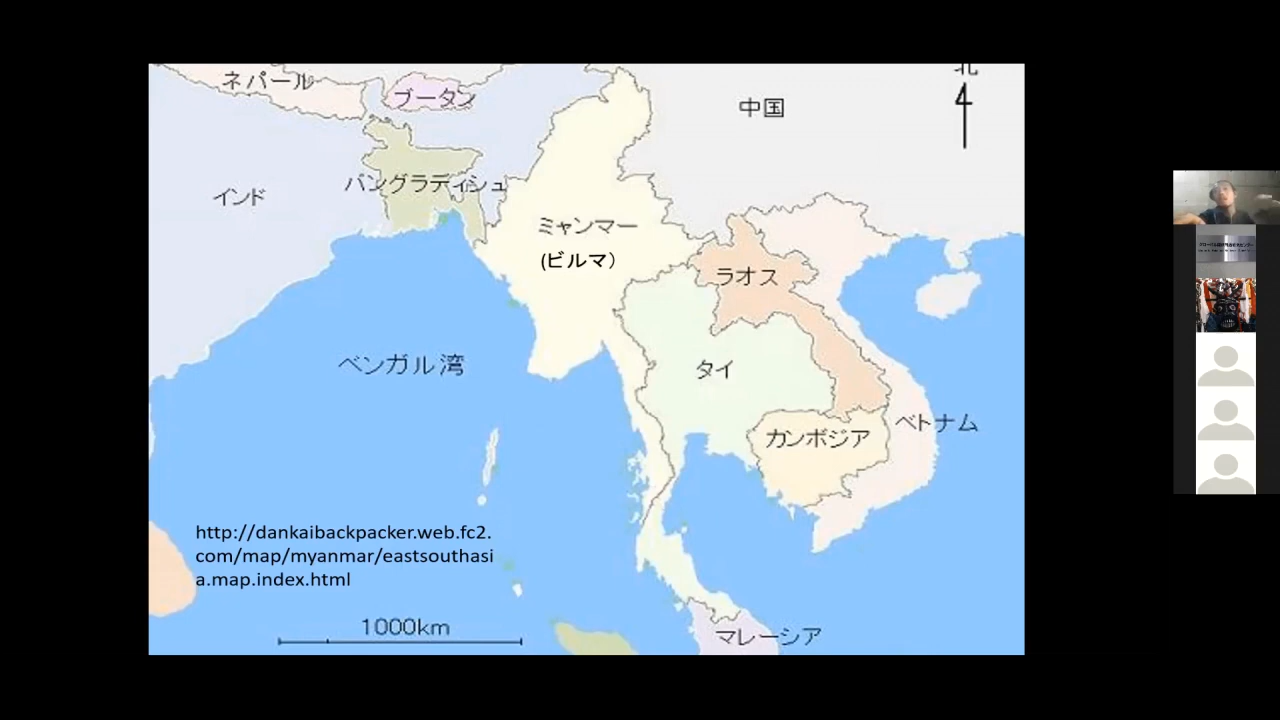 北
ネパール
ブータン
中国
インド
バングラディシュ
ミャンマー
(ビルマ）
ラオス
ベンガル湾
タイ
カンボジア
ベトナム
http://dankaibackpacker.web.fc2.
com/map/myanmar/eastsouthasi
a.map.index.html
1000km
マレーシア